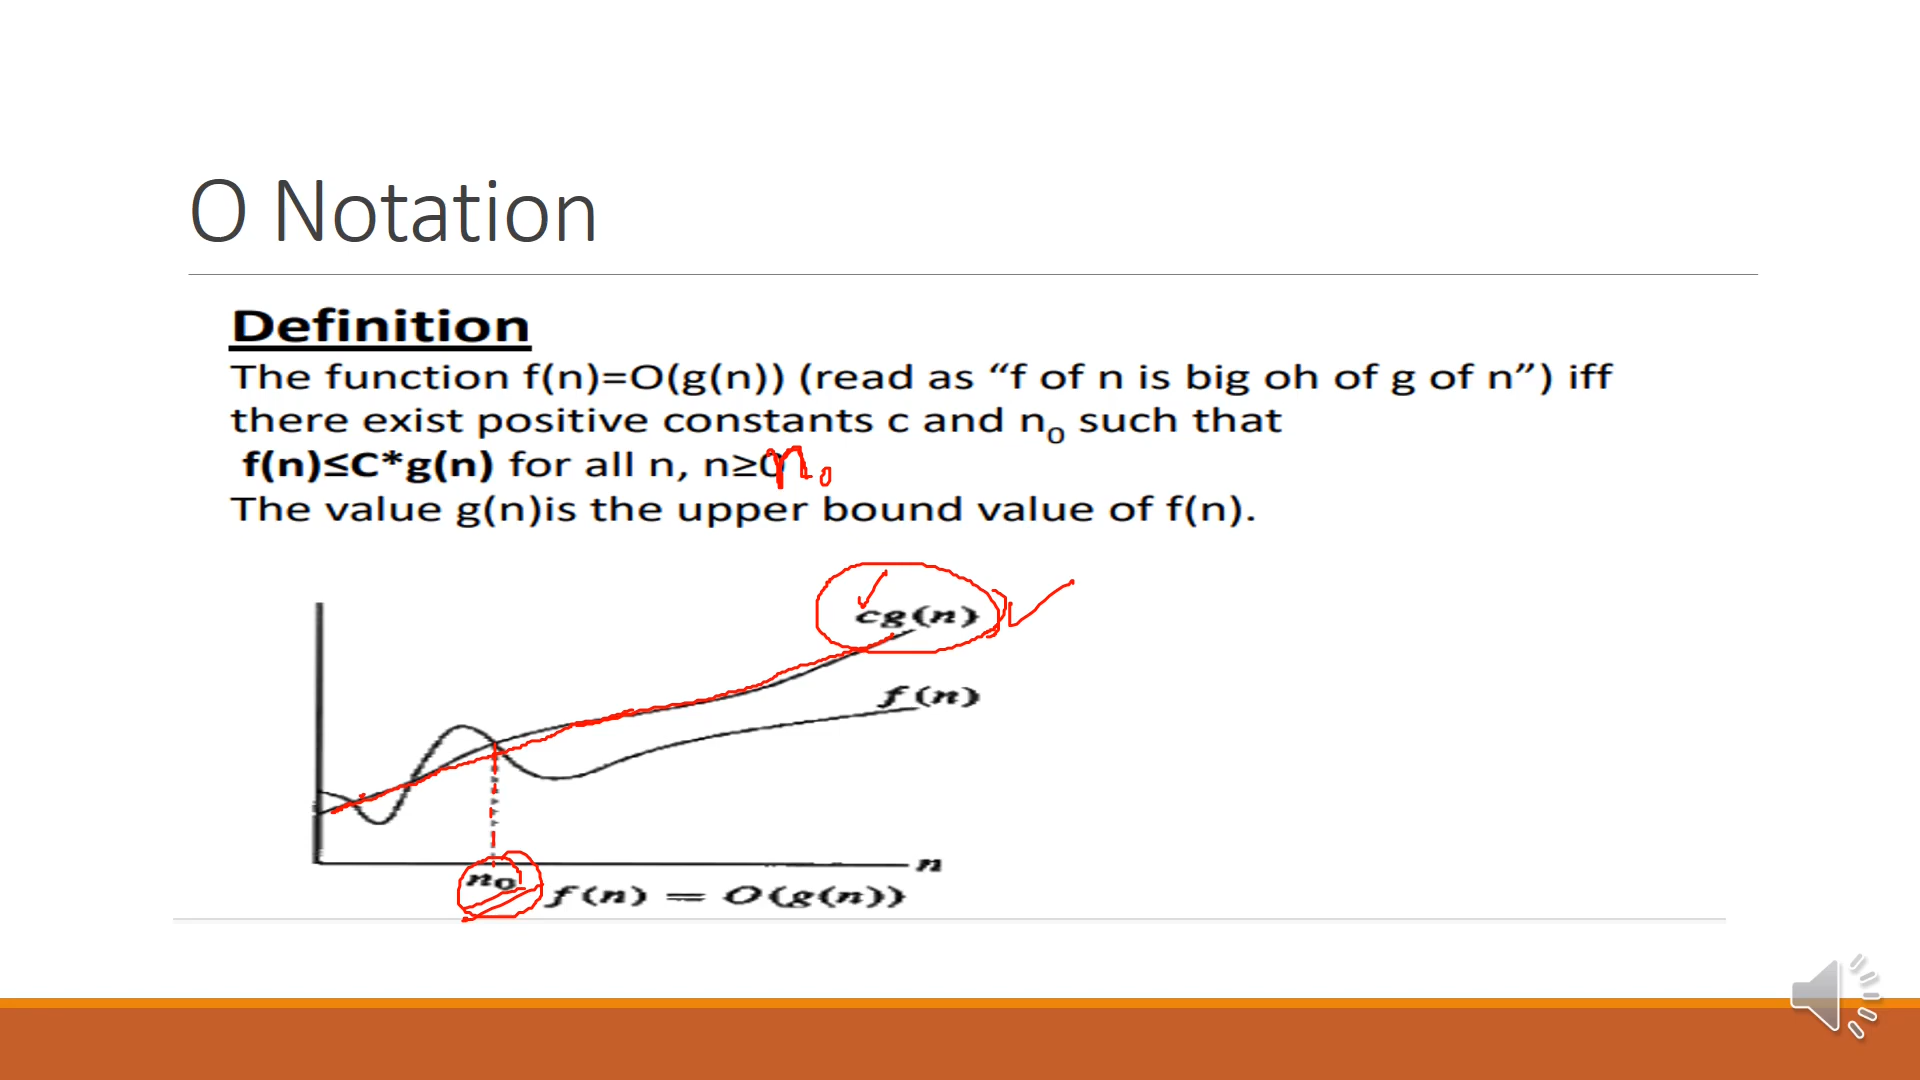 O Notation
Definition
The function f(n)=O(g(n)) (read as “f of n is big oh of g of n”) iff
there exist positive constants c and n₀ such that
f(n)≤C*g(n) for all n, n≥0 n₀
The value g(n)is the upper bound value of f(n).
cg(n)
f(n)
n
n₀
f(n) = O(g(n))